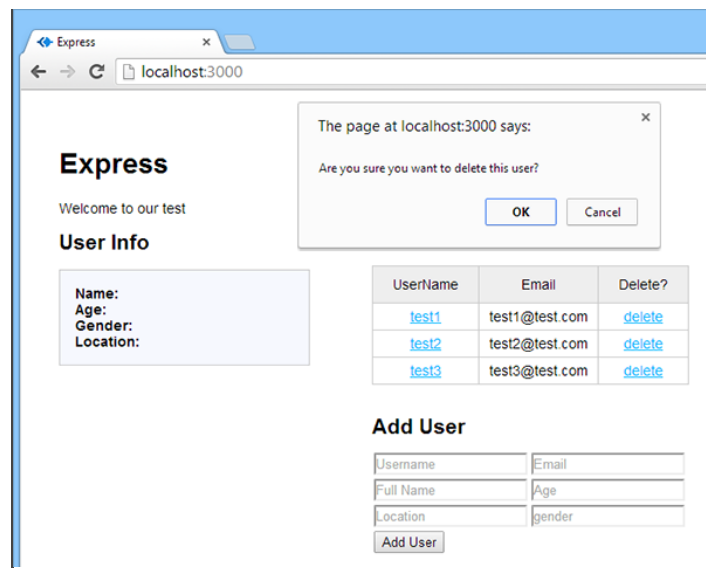 Express
localhost:3000
The page at localhost:3000 says:
Are you sure you want to delete this user?
OK Cancel
Express
Welcome to our test
User Info
Name:
Age:
Gender:
Location:
UserName Email Delete?
test1 test1@test.com delete
test2 test2@test.com delete
test3 test3@test.com delete
Add User
Username Email
Full Name Age
Location gender
Add User